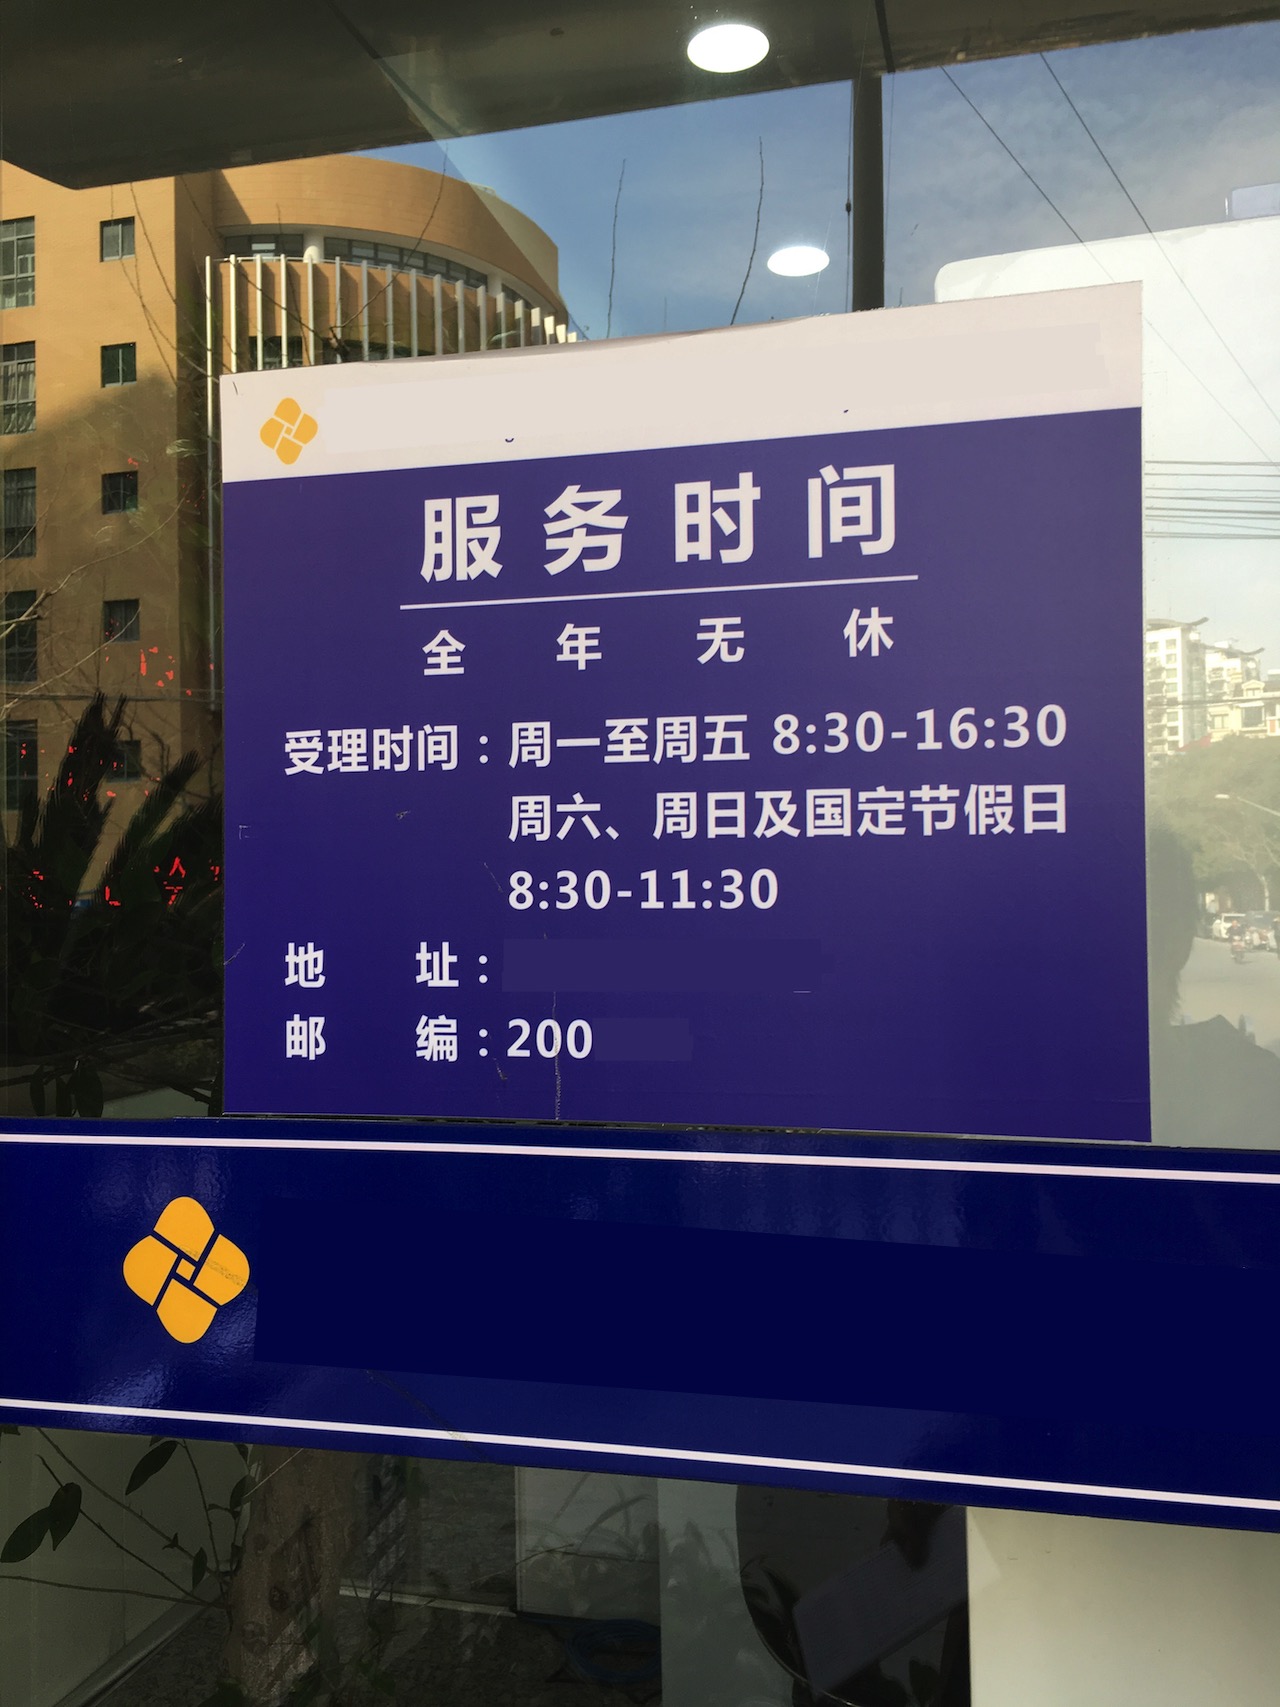 服务时间
全年无休
受理时间：周一至周五 8:30-16:30
周六、周日及国定节假日
8:30-11:30
地址：
邮编：200